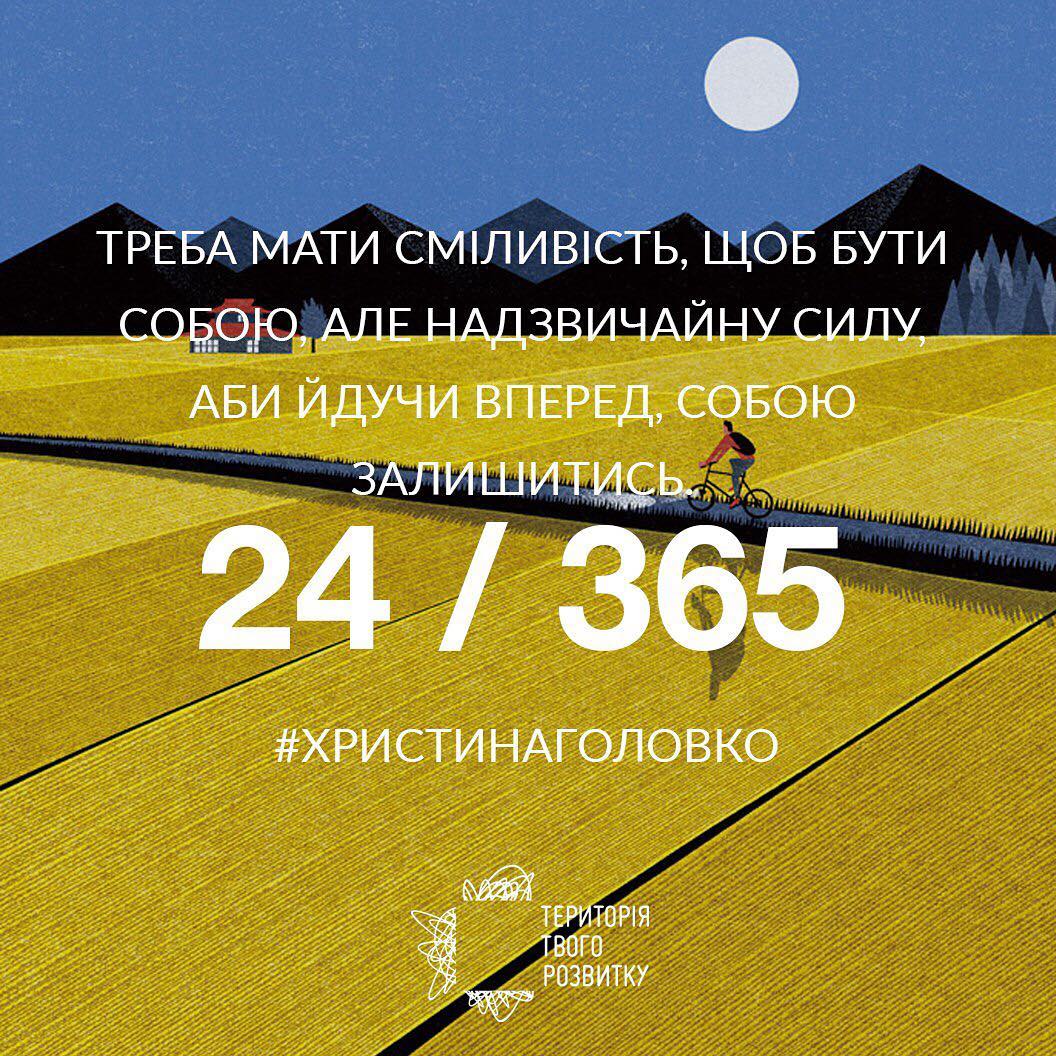 ТРЕБА МАТИ СМІЛИВІСТЬ, ЩОБ БУТИ
СОБОЮ, АЛЕ НАДЗВИЧАЙНУ СИЛУ,
АБИ ЙДУЧИ ВПЕРЕД, СОБОЮ
ЗАЛИШИТИСЬ.
24 / 365
#ХРИСТИНАГОЛОВКО
ТЕРИТОРІЯ
ТВОГО
РОЗВИТКУ